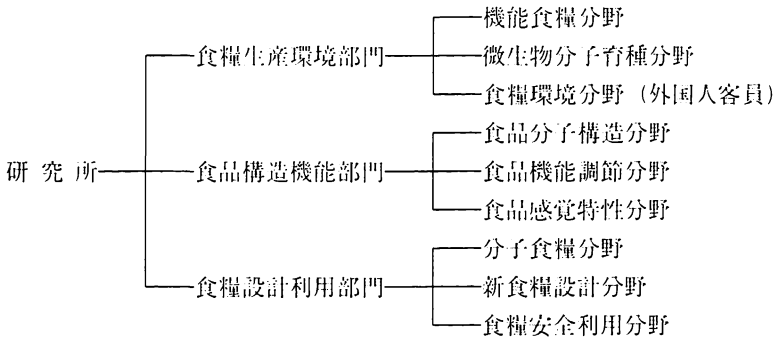 機能食糧分野
食糧生産環境部門
微生物分子育種分野
食糧環境分野（外国人客員）
食品分子構造分野
研究所
食品構造機能部門
食品機能調節分野
食品感覚特性分野
分子食糧分野
食糧設計利用部門
新食糧設計分野
食糧安全利用分野